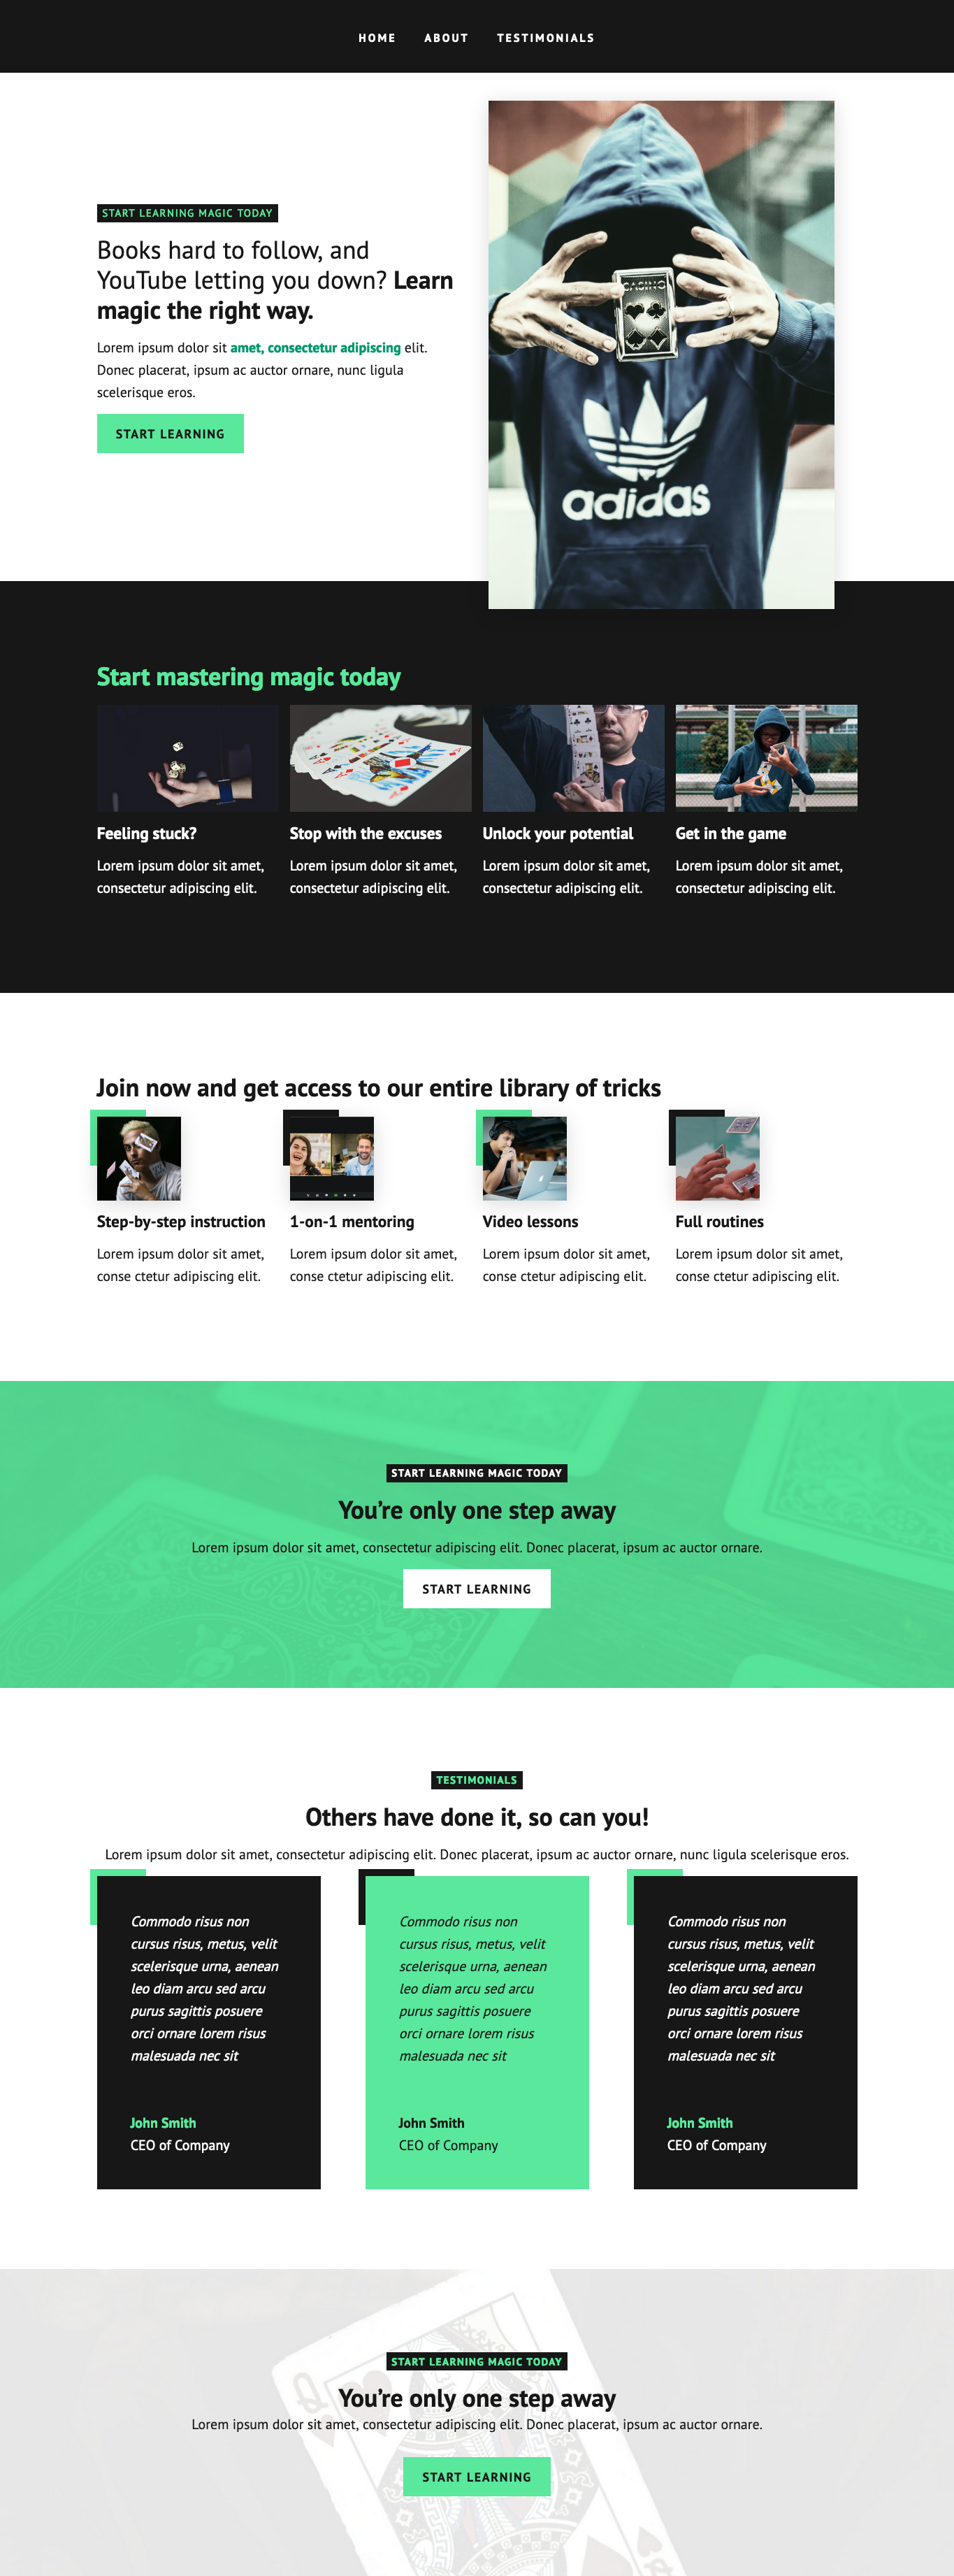 HOME ABOUT TESTIMONIALS
START LEARNING MAGIC TODAY
Books hard to follow, and
YouTube letting you down? Learn
magic the right way.
Lorem ipsum dolor sit amet, consectetur adipiscing elit.
Donec placerat, ipsum ac auctor ornare, nunc ligula
scelerisque eros.
START LEARNING
CASINO
adidas
Start mastering magic today
Feeling stuck?
Lorem ipsum dolor sit amet,
consectetur adipiscing elit.
Stop with the excuses
Lorem ipsum dolor sit amet,
consectetur adipiscing elit.
Unlock your potential
Lorem ipsum dolor sit amet,
consectetur adipiscing elit.
Get in the game
Lorem ipsum dolor sit amet,
consectetur adipiscing elit.
Join now and get access to our entire library of tricks
Step-by-step instruction
Lorem ipsum dolor sit amet,
conse ctetur adipiscing elit.
1-on-1 mentoring
Lorem ipsum dolor sit amet,
conse ctetur adipiscing elit.
Video lessons
Lorem ipsum dolor sit amet,
conse ctetur adipiscing elit.
Full routines
Lorem ipsum dolor sit amet,
conse ctetur adipiscing elit.
START LEARNING MAGIC TODAY
You’re only one step away
Lorem ipsum dolor sit amet, consectetur adipiscing elit. Donec placerat, ipsum ac auctor ornare.
START LEARNING
TESTIMONIALS
Others have done it, so can you!
Lorem ipsum dolor sit amet, consectetur adipiscing elit. Donec placerat, ipsum ac auctor ornare, nunc ligula scelerisque eros.
Commodo risus non
cursus risus, metus, velit
scelerisque urna, aenean
leo diam arcu sed arcu
purus sagittis posuere
orci ornare lorem risus
malesuada nec sit
John Smith
CEO of Company
Commodo risus non
cursus risus, metus, velit
scelerisque urna, aenean
leo diam arcu sed arcu
purus sagittis posuere
orci ornare lorem risus
malesuada nec sit
John Smith
CEO of Company
Commodo risus non
cursus risus, metus, velit
scelerisque urna, aenean
leo diam arcu sed arcu
purus sagittis posuere
orci ornare lorem risus
malesuada nec sit
John Smith
CEO of Company
Q
START LEARNING MAGIC TODAY
You’re only one step away
Lorem ipsum dolor sit amet, consectetur adipiscing elit. Donec placerat, ipsum ac auctor ornare.
START LEARNING